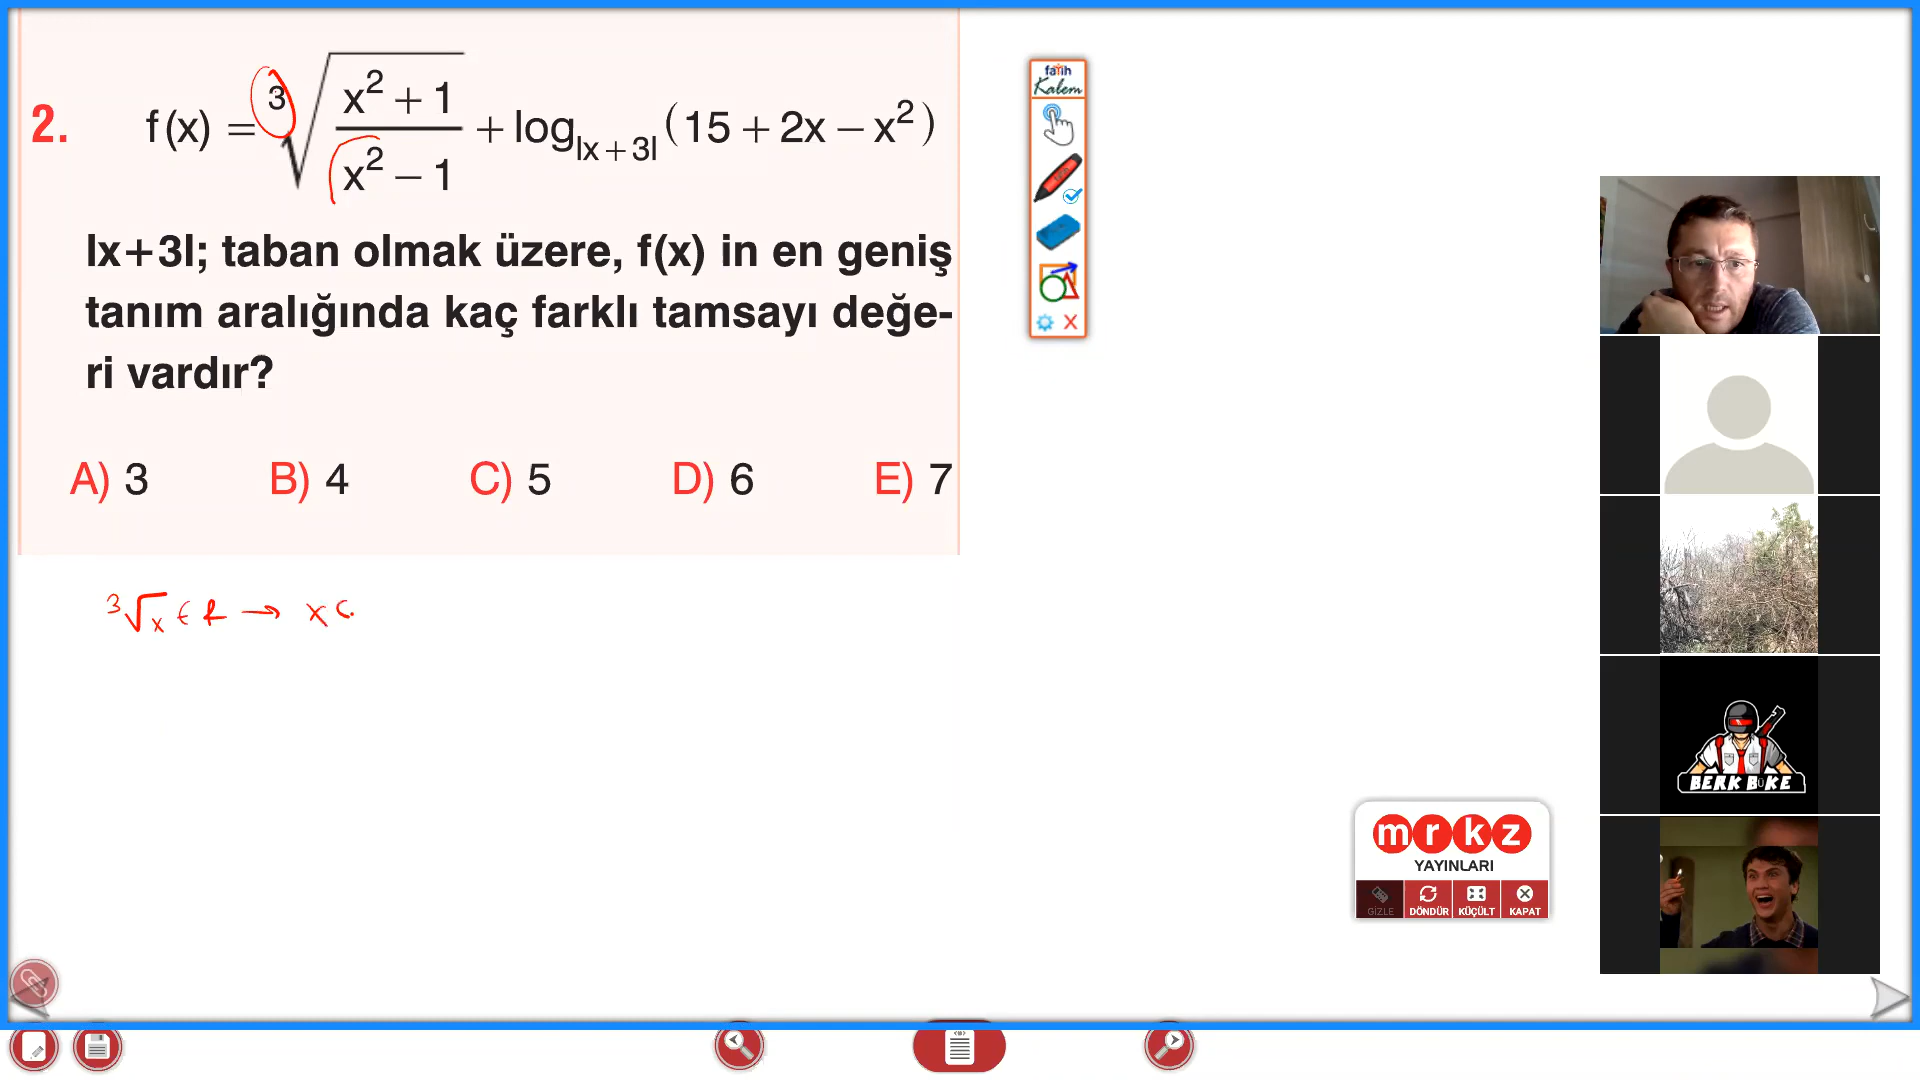 2. f(x) = ∛((x² + 1)/(x² − 1)) + log_|x+3| (15 + 2x − x²)
lx+3l; taban olmak üzere, f(x) in en geniş
tanım aralığında kaç farklı tamsayı değe-
ri vardır?
A) 3 B) 4 C) 5 D) 6 E) 7
³√x ∈ R → x
fatih
Kalem
BERK BÜKE
mrkz
YAYINLARI
GİZLE DÖNDÜR KÜÇÜLT KAPAT